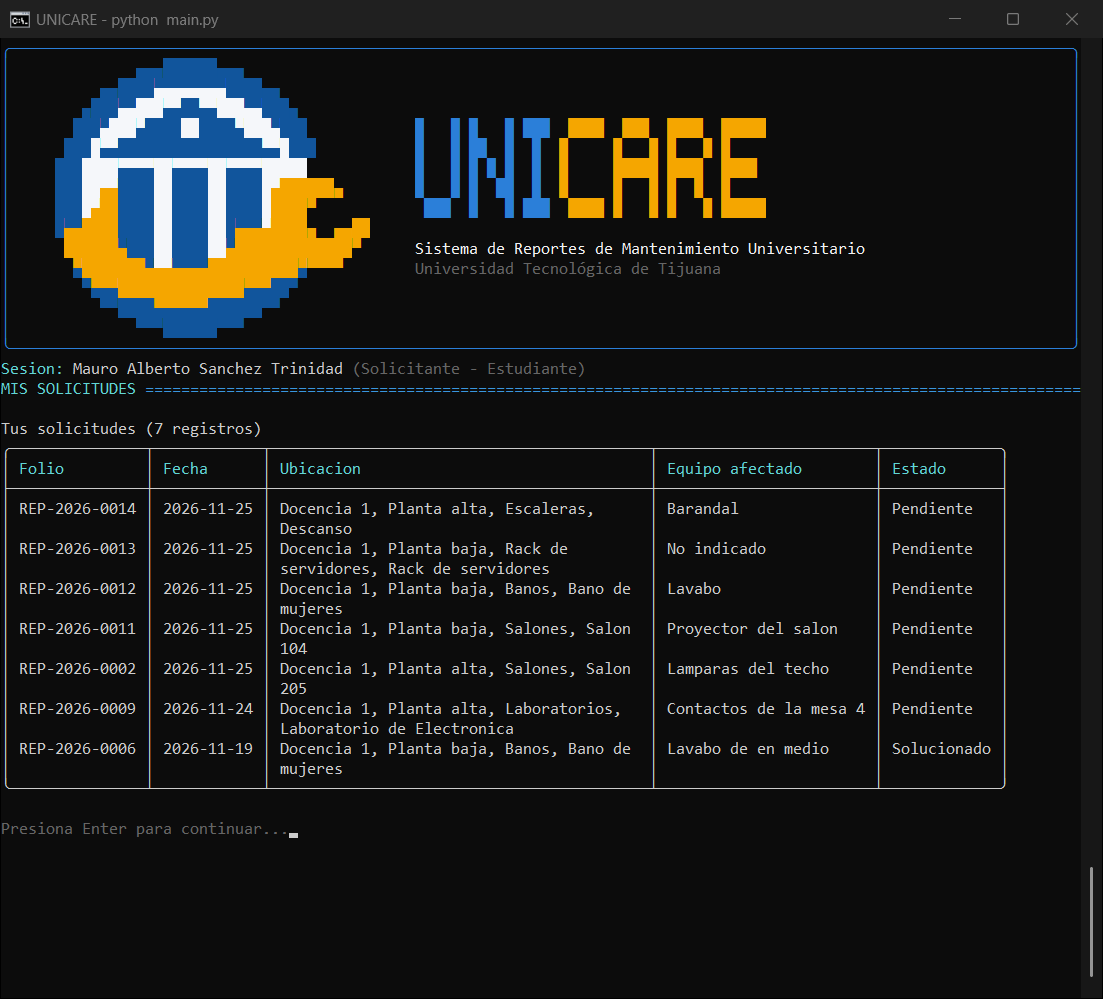 UNICARE - python  main.py
UNICARE
Sistema de Reportes de Mantenimiento Universitario
Universidad Tecnológica de Tijuana
Sesion: Mauro Alberto Sanchez Trinidad (Solicitante - Estudiante)
MIS SOLICITUDES ========================================================================================================
Tus solicitudes (7 registros)
Folio Fecha Ubicacion Equipo afectado Estado
REP-2026-0014 2026-11-25 Docencia 1, Planta alta, Escaleras, Barandal Pendiente
Descanso
REP-2026-0013 2026-11-25 Docencia 1, Planta baja, Rack de No indicado Pendiente
servidores, Rack de servidores
REP-2026-0012 2026-11-25 Docencia 1, Planta baja, Banos, Bano de Lavabo Pendiente
mujeres
REP-2026-0011 2026-11-25 Docencia 1, Planta baja, Salones, Salon Proyector del salon Pendiente
104
REP-2026-0002 2026-11-25 Docencia 1, Planta alta, Salones, Salon Lamparas del techo Pendiente
205
REP-2026-0009 2026-11-24 Docencia 1, Planta alta, Laboratorios, Contactos de la mesa 4 Pendiente
Laboratorio de Electronica
REP-2026-0006 2026-11-19 Docencia 1, Planta baja, Banos, Bano de Lavabo de en medio Solucionado
mujeres
Presiona Enter para continuar...